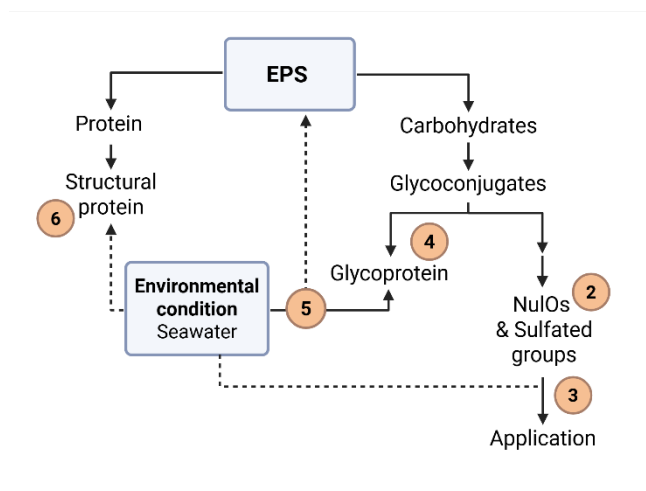 EPS
Protein
Carbohydrates
Structural
protein
6
Glycoconjugates
4
Glycoprotein
Environmental
condition
Seawater
5
2
NulOs
& Sulfated
groups
3
Application